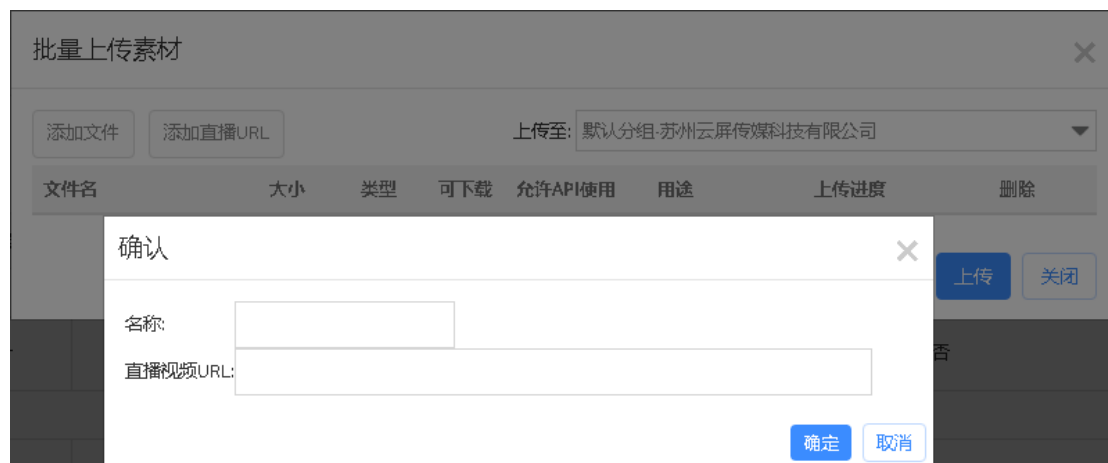 批量上传素材
添加文件 添加直播URL 上传至: 默认分组-苏州云屏传媒科技有限公司
文件名 大小 类型 可下载 允许API使用 用途 上传进度 删除
确认
上传 关闭
名称:
否
直播视频URL:
确定 取消